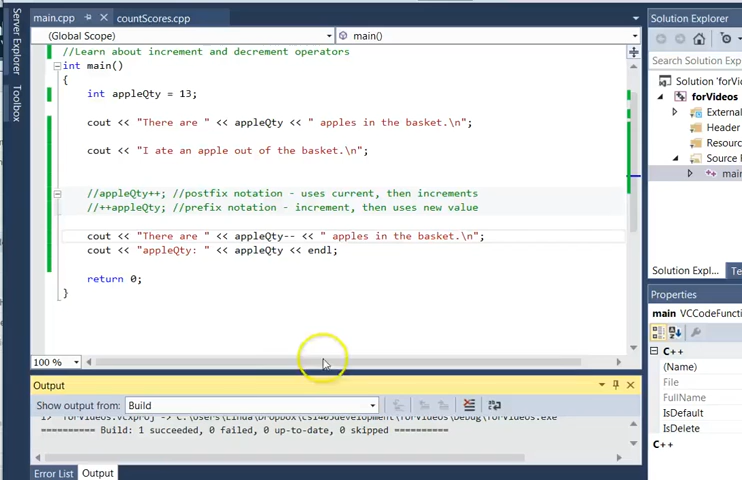 main.cpp
countScores.cpp
(Global Scope)
main()
//Learn about increment and decrement operators
int main()
{
int appleQty = 13;
cout << "There are " << appleQty << " apples in the basket.\n";
cout << "I ate an apple out of the basket.\n";
//appleQty++; //postfix notation - uses current, then increments
//++appleQty; //prefix notation - increment, then uses new value
cout << "There are " << appleQty-- << " apples in the basket.\n";
cout << "appleQty: " << appleQty << endl;
return 0;
}
100 %
Output
Show output from:
Build
========== Build: 1 succeeded, 0 failed, 0 up-to-date, 0 skipped ==========
Error List
Output
Server Explorer
Toolbox
Solution Explorer
Search Solution Exp
Solution 'forVideos
forVideos
External
Header
Resourc
Source F
main
Solution Expl...
Te
Properties
main VCCodeFuncti
C++
(Name)
File
FullName
IsDefault
IsDelete
C++